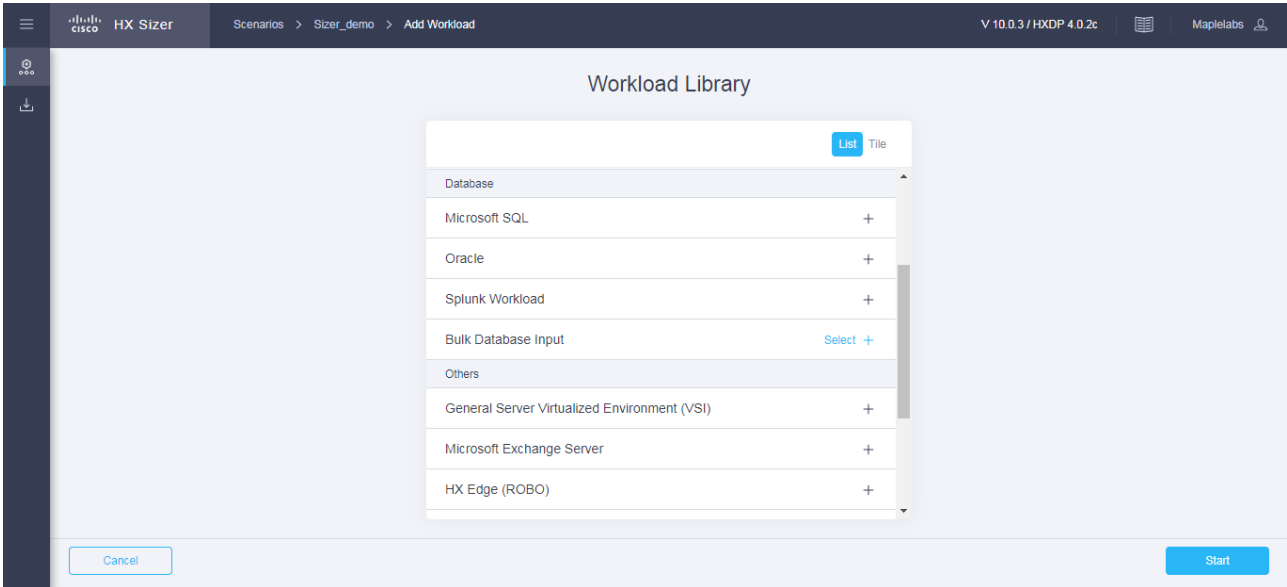 cisco HX Sizer Scenarios > Sizer_demo > Add Workload V 10.0.3 / HXDP 4.0.2c Maplelabs
Workload Library
List Tile
Database
Microsoft SQL +
Oracle +
Splunk Workload +
Bulk Database Input Select +
Others
General Server Virtualized Environment (VSI) +
Microsoft Exchange Server +
HX Edge (ROBO) +
Cancel Start